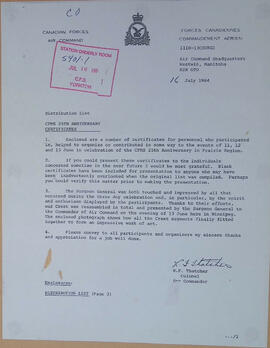 CO
CANADIAN FORCES
AIR COMMAND
FORCES CANADIENNES
COMMANDEMENT AÉRIEN
STATION ORDERLY ROOM
5401-1
JUL 18 198
C.F.S.
YORKTON
Air Command Headquarters
Westwin, Manitoba
R2R 0T0
16 July 1984
Distribution List
CFMS 25TH ANNIVERSARY
CERTIFICATES
1. Enclosed are a number of certificates for personnel who participated
in, helped to organize or contributed in some way to the events of 11, 12
and 13 June in celebration of the CFMS 25th Anniversary in Prairie Region.
2. If you could present these certificates to the individuals
concerned sometime in the near future I would be most grateful. Blank
certificates have been included for presentation to anyone who may have
been inadvertently overlooked when the original list was compiled. Perhaps
you could verify this matter prior to making the presentation.
3. The Surgeon General was both touched and impressed by all that
occurred during the three day celebration and, in particular, by the spirit
and enthusiasm displayed by the participants. Thanks to their efforts, the
Crest was reassembled in total and presented by the Surgeon General to
the Commander of Air Command on the evening of 13 June here in Winnipeg.
The enclosed photograph shows how all the Crest segments finally fitted
together to form an impressive work of art.
4. Please convey to all participants and organizers my sincere thanks
and appreciation for a job well done.
R.F. Thatcher
Colonel
for Commander
Enclosures:
DISTRIBUTION LIST (Page 2)